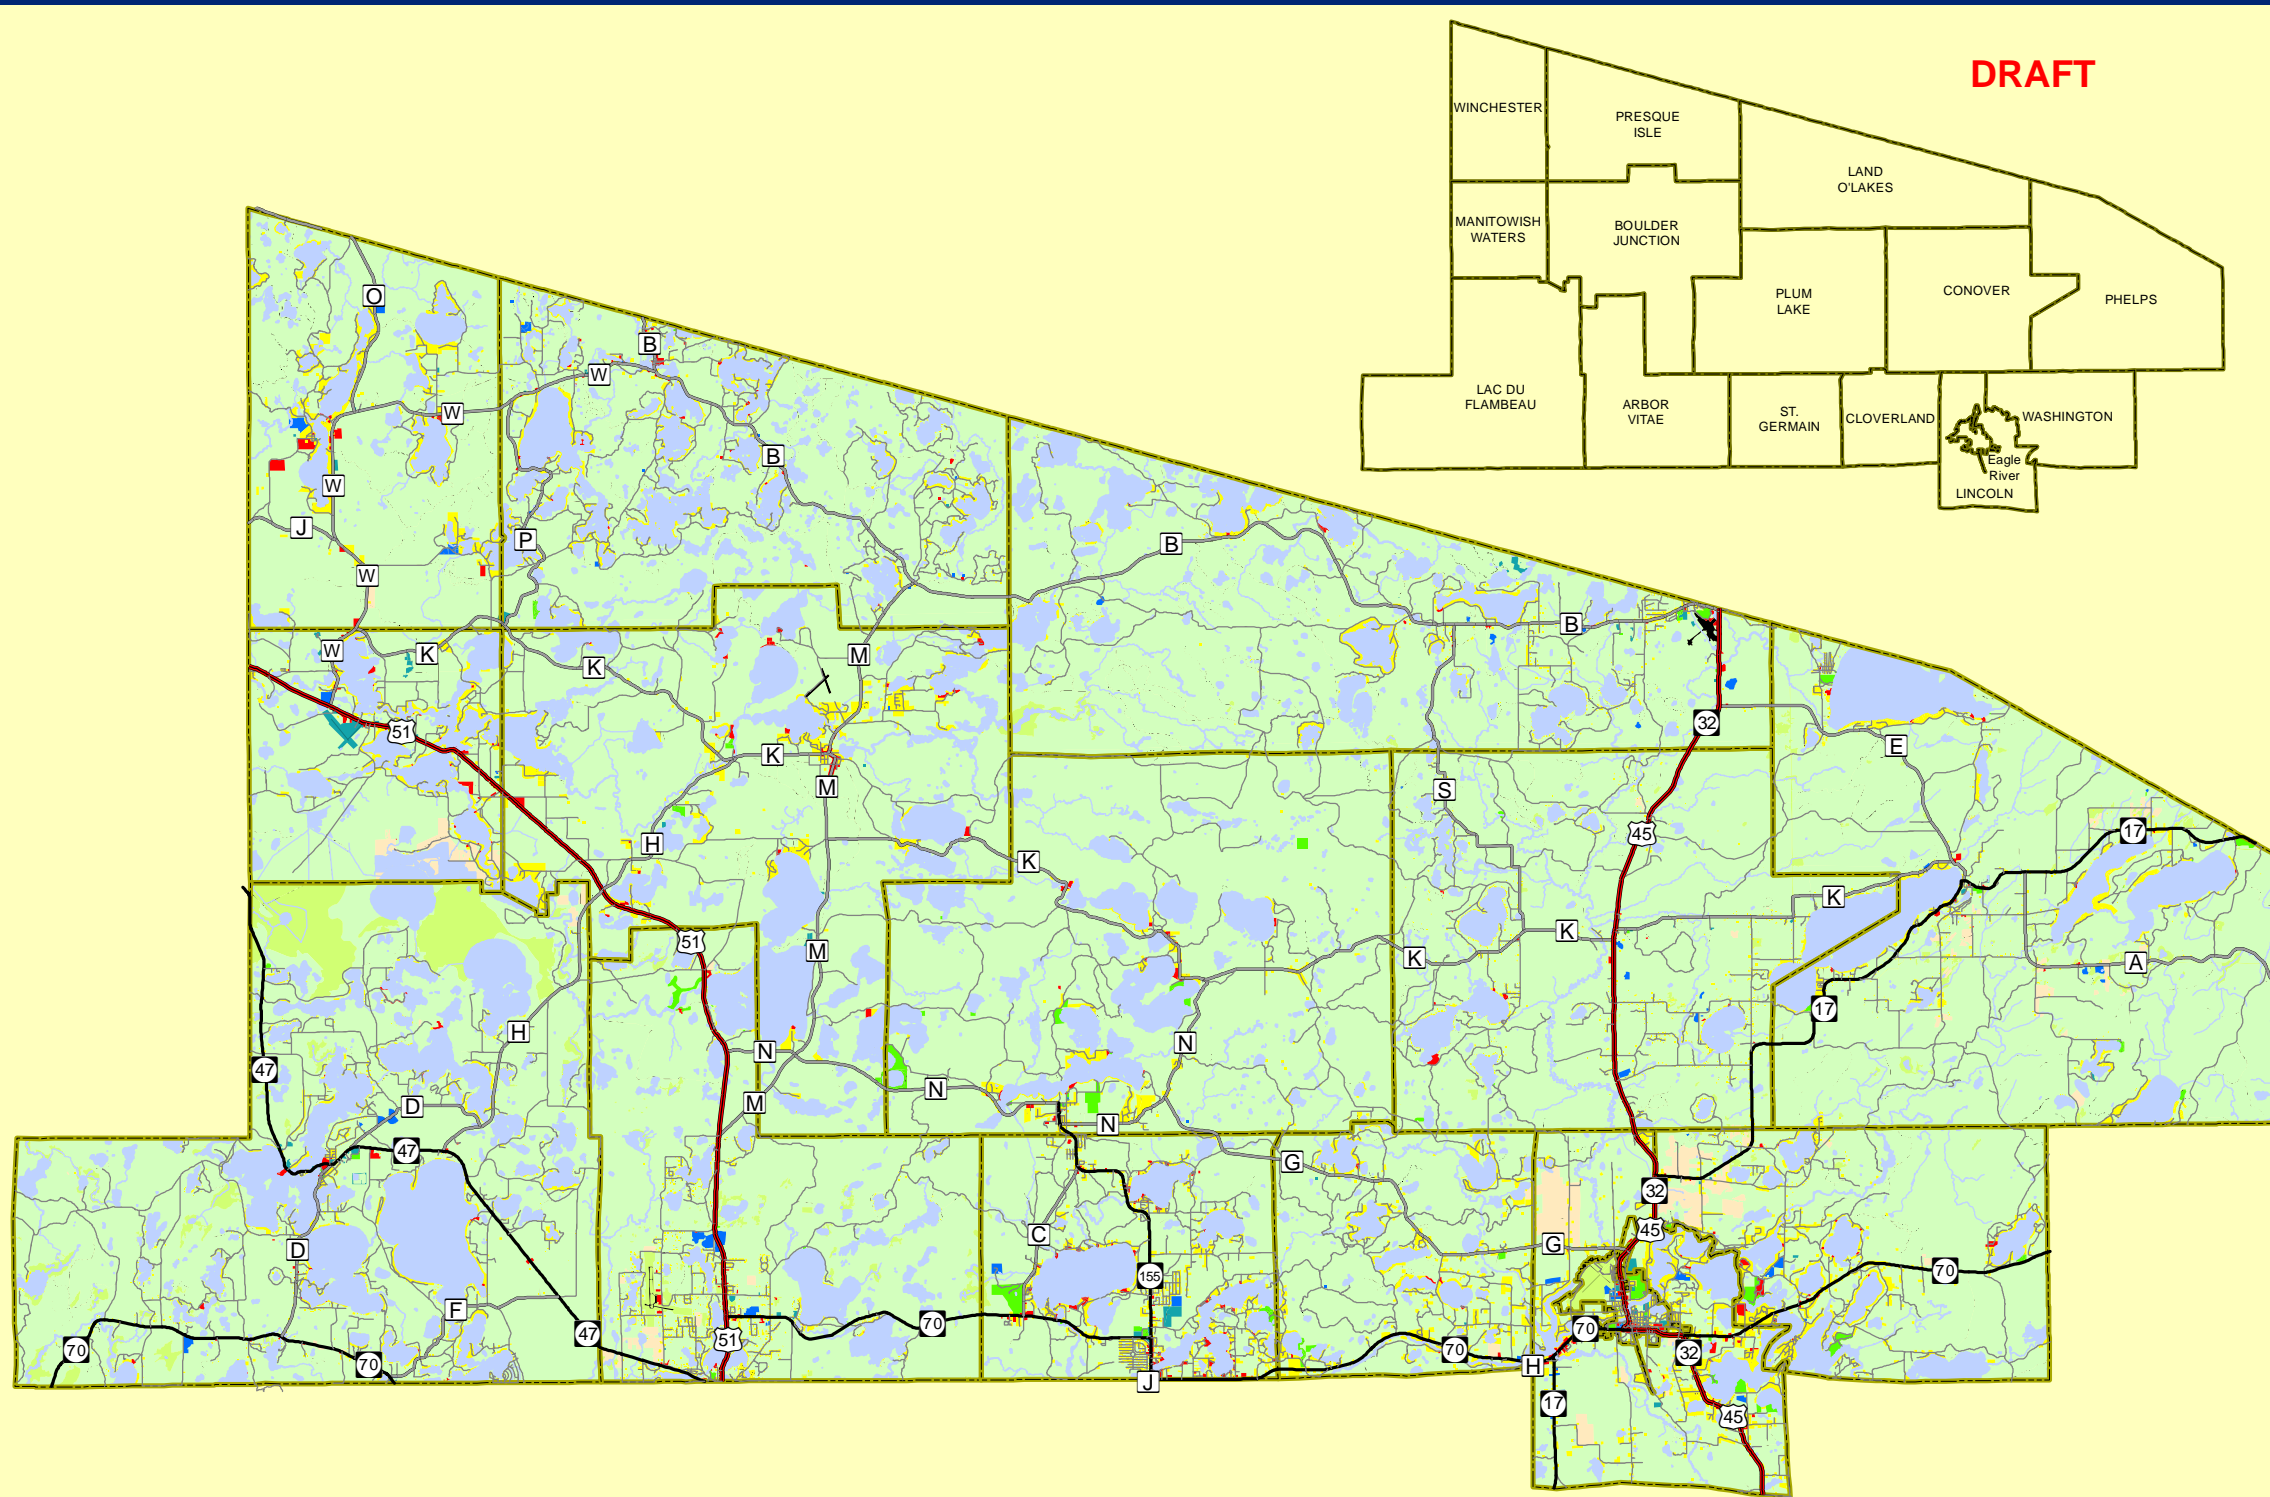 DRAFT
WINCHESTER
PRESQUE
ISLE
LAND
O'LAKES
MANITOWISH
WATERS
BOULDER
JUNCTION
PLUM
LAKE
CONOVER
PHELPS
LAC DU
FLAMBEAU
ARBOR
VITAE
ST.
GERMAIN
CLOVERLAND
WASHINGTON
Eagle
River
LINCOLN
O
B
W
W
B
W
J
P
B
W
B
W
K
K
M
51
32
E
K
M
S
H
45
17
K
K
51
M
K
K
A
H
17
N
N
47
N
M
D
N
47
G
32
C
45
D
G
155
70
F
70
47
51
70
70
70
70
32
H
J
17
45